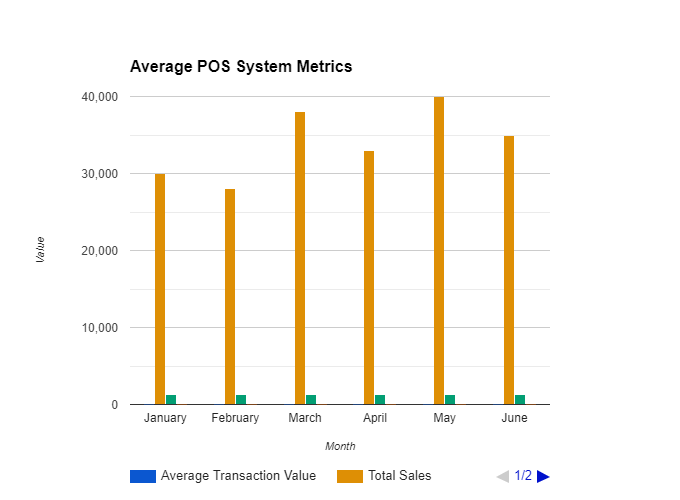 Average POS System Metrics
40,000
30,000
20,000
10,000
0
Value
January February March April May June
Month
Average Transaction Value Total Sales 1/2